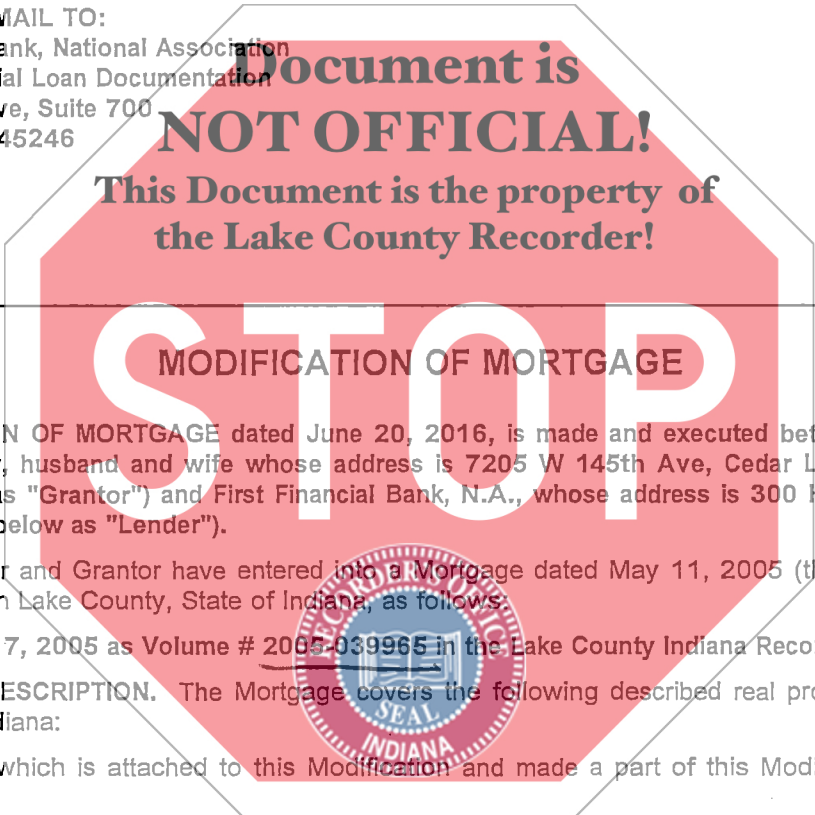 MAIL TO:
ank, National Association
ial Loan Documentation
ve, Suite 700
45246
Document is
NOT OFFICIAL!
This Document is the property of
the Lake County Recorder!
STOP
MODIFICATION OF MORTGAGE
N OF MORTGAGE dated June 20, 2016, is made and executed bet
, husband and wife whose address is 7205 W 145th Ave, Cedar L
s "Grantor") and First Financial Bank, N.A., whose address is 300 H
below as "Lender").
r and Grantor have entered into a Mortgage dated May 11, 2005 (th
n Lake County, State of Indiana, as follows:
7, 2005 as Volume # 2005-039965 in the Lake County Indiana Reco
ESCRIPTION. The Mortgage covers the following described real pro
diana:
which is attached to this Modification and made a part of this Modi
RECORDER'S OFFICE
SEAL
INDIANA